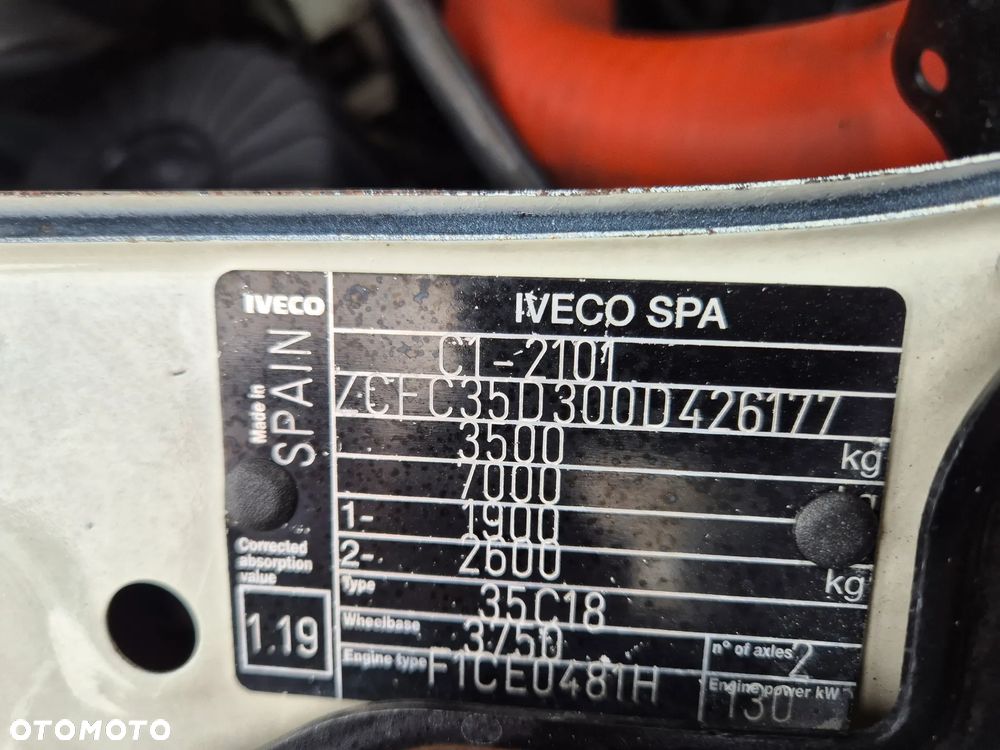 IVECO
Made in
SPAIN
Corrected
absorption
value
1.19
IVECO SPA
C1-2101
ZCFC35D300D426177
3500 kg
7000 kg
1- 1900
2- 2600 kg
Type 35C18
Wheelbase 3750
n° of axles 2
Engine type F1CE0481H
Engine power kW 130
OTOMOTO